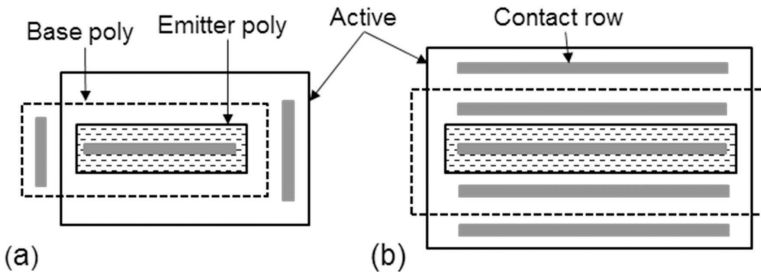 Base poly
Emitter poly
Active
Contact row
(a)
(b)